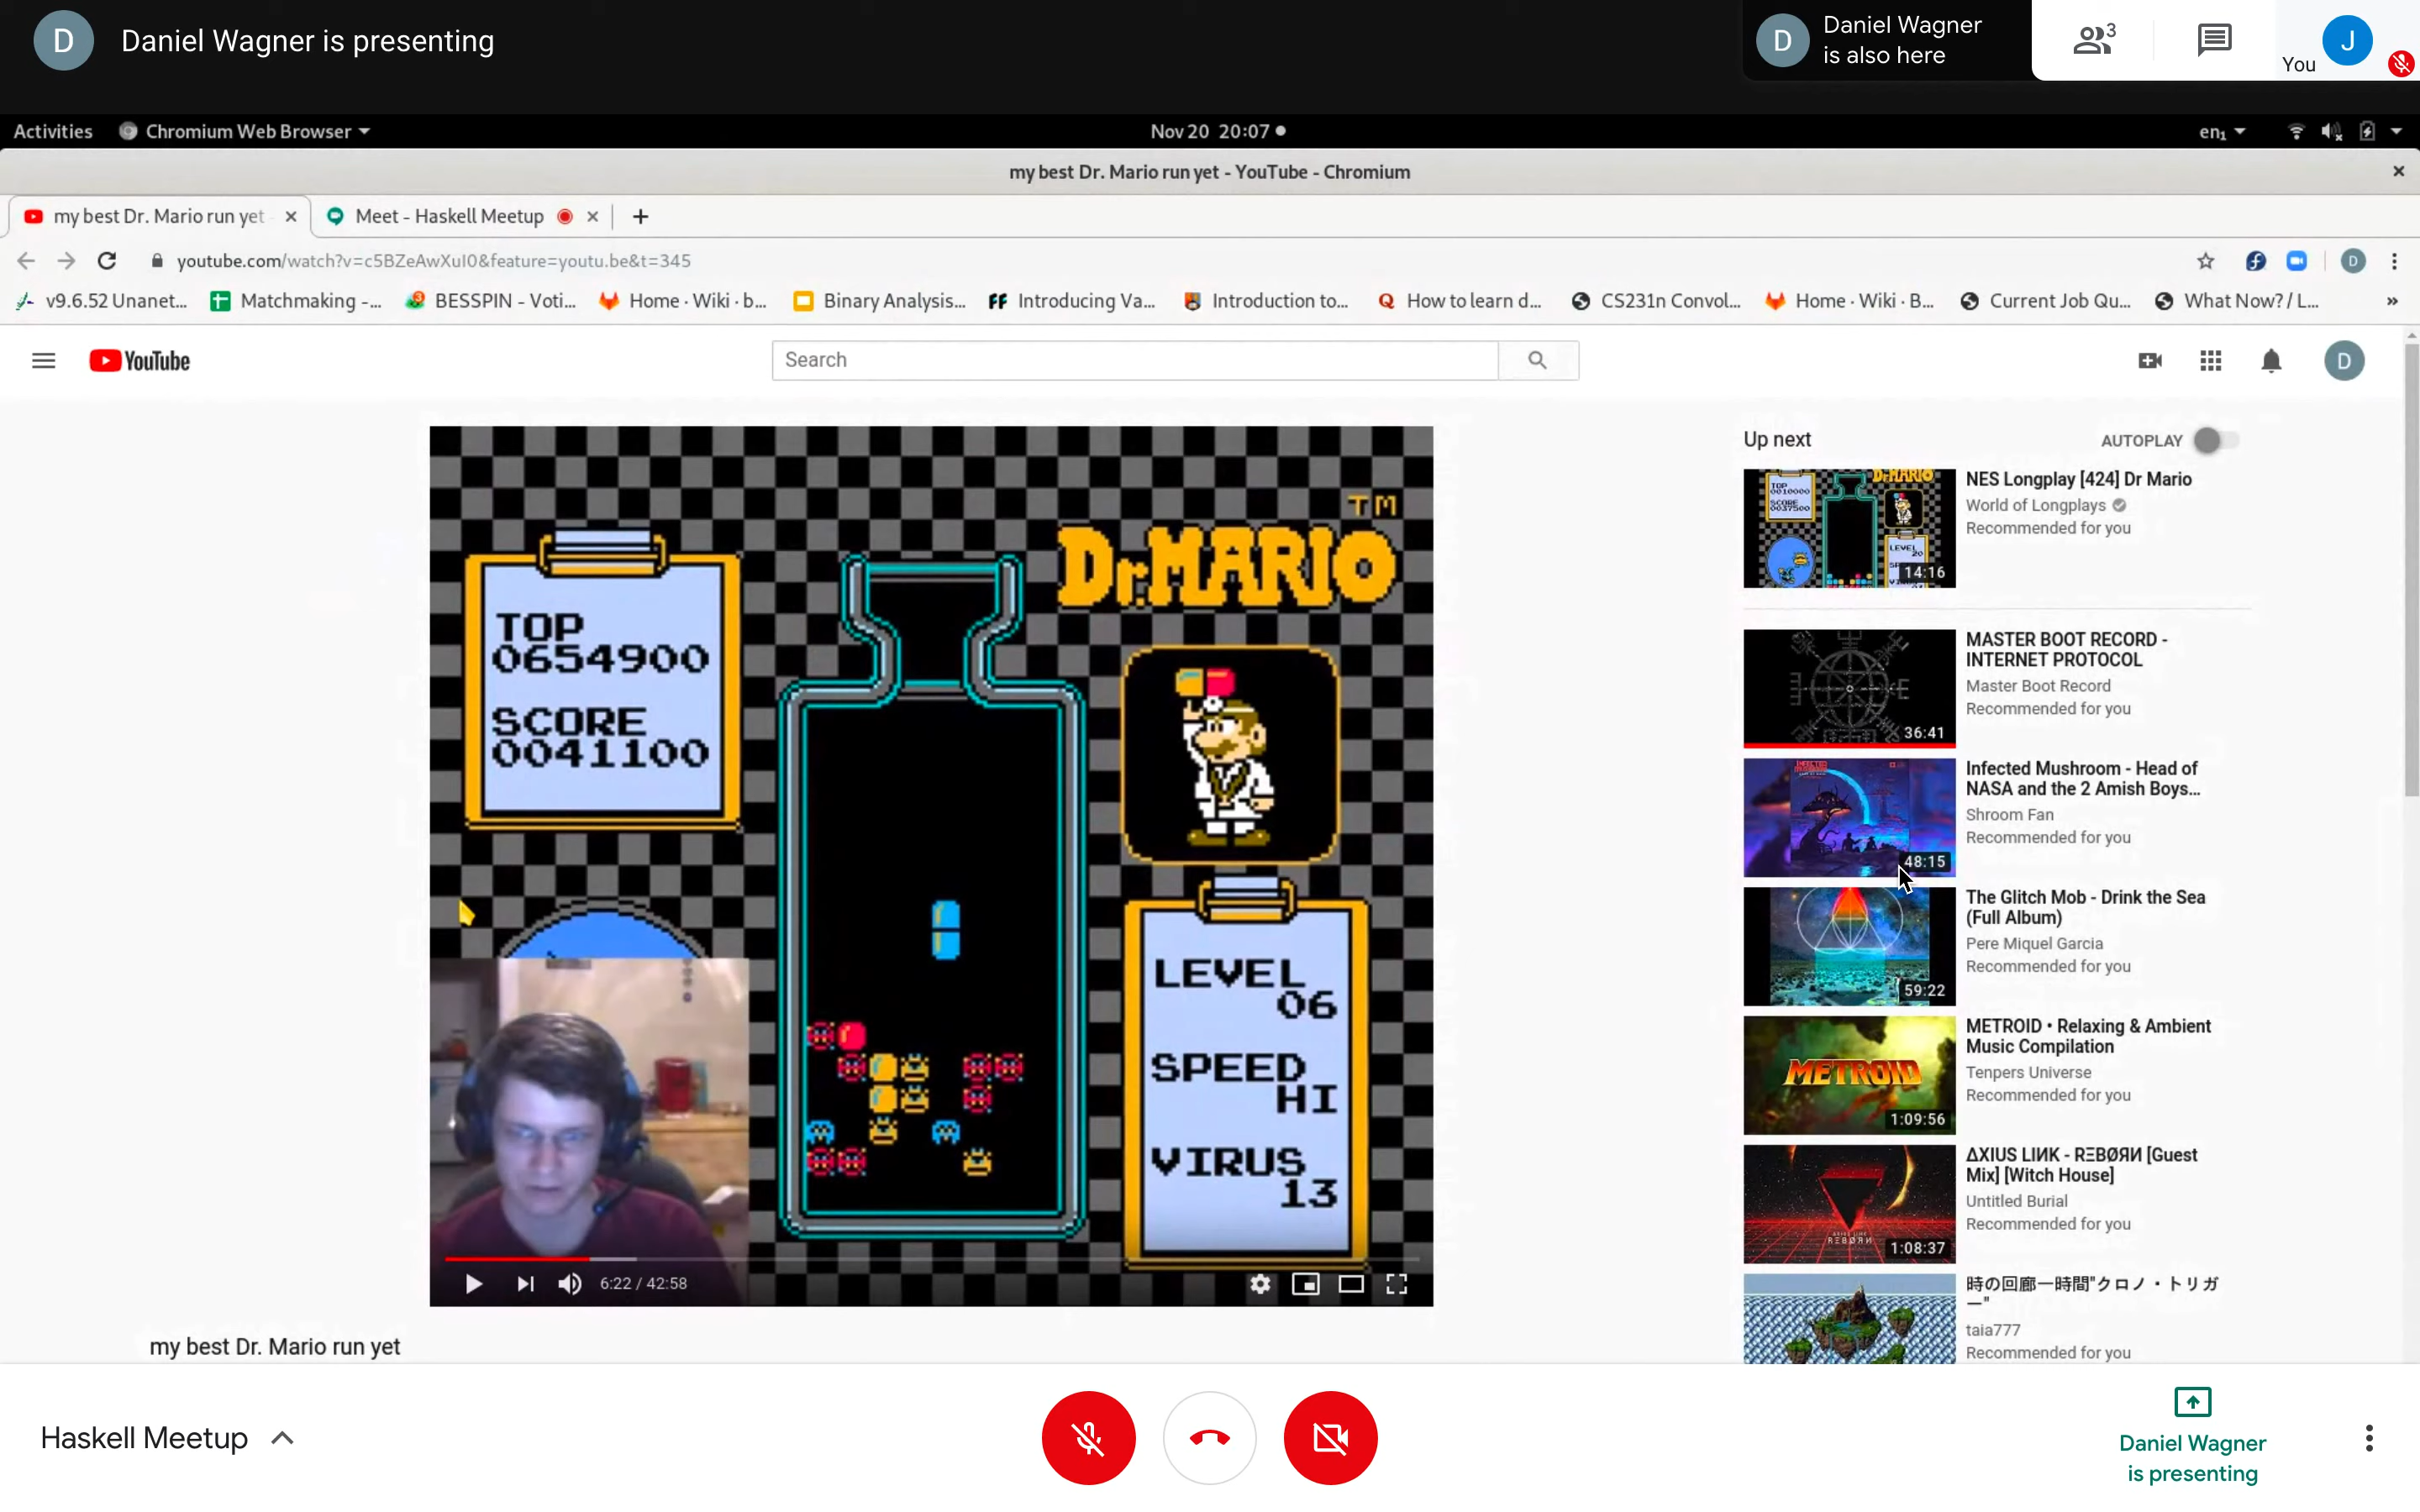 D
Daniel Wagner is presenting
D
Daniel Wagner
is also here
3
You
J
Activities
Chromium Web Browser
Nov 20 20:07
en₁
my best Dr. Mario run yet - YouTube - Chromium
my best Dr. Mario run yet
Meet - Haskell Meetup
youtube.com/watch?v=c5BZeAwXuI0&feature=youtu.be&t=345
D
v9.6.52 Unanet...
Matchmaking -...
BESSPIN - Voti...
Home · Wiki · b...
Binary Analysis...
FF
Introducing Va...
Introduction to...
Q
How to learn d...
CS231n Convol...
Home · Wiki · B...
Current Job Qu...
What Now? / L...
»
YouTube
Search
D
TM
Dr.MARIO
TOP
0654900
SCORE
0041100
LEVEL
06
SPEED
HI
VIRUS
13
6:22 / 42:58
my best Dr. Mario run yet
Up next
AUTOPLAY
14:16
NES Longplay [424] Dr Mario
World of Longplays
Recommended for you
36:41
MASTER BOOT RECORD -
INTERNET PROTOCOL
Master Boot Record
Recommended for you
48:15
Infected Mushroom - Head of
NASA and the 2 Amish Boys...
Shroom Fan
Recommended for you
59:22
The Glitch Mob - Drink the Sea
(Full Album)
Pere Miquel Garcia
Recommended for you
METROID
1:09:56
METROID • Relaxing & Ambient
Music Compilation
Tenpers Universe
Recommended for you
1:08:37
ΔXIUS LIИK - RΞBØЯИ [Guest
Mix] [Witch House]
Untitled Burial
Recommended for you
時の回廊一時間"クロノ・トリガ
ー"
taia777
Recommended for you
Haskell Meetup
Daniel Wagner
is presenting